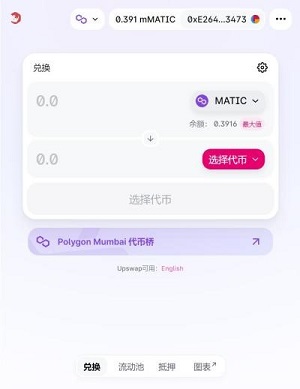 0.391 mMATIC 0xE264...3473
兑换
0.0 MATIC
余额: 0.3916 最大值
0.0 选择代币
选择代币
Polygon Mumbai 代币桥
Upswap可用: English
兑换 流动池 抵押 图表